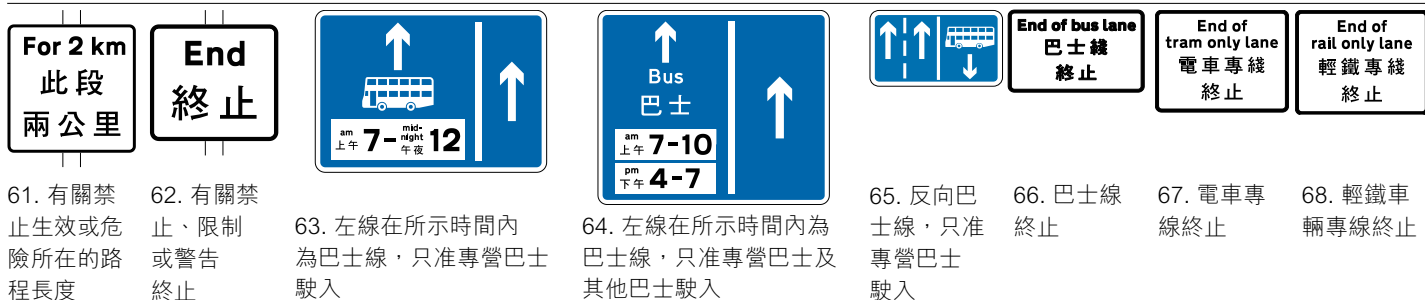 For 2 km
此段
兩公里
61. 有關禁
止生效或危
險所在的路
程長度
End
終止
62. 有關禁
止、限制
或警告
終止
am 上午 7-midnight 午夜 12
63. 左線在所示時間內
為巴士線，只准專營巴士
駛入
Bus
巴士
am 上午 7-10
pm 下午 4-7
64. 左線在所示時間內為
巴士線，只准專營巴士及
其他巴士駛入
65. 反向巴
士線，只准
專營巴士
駛入
End of bus lane
巴士綫
終止
66. 巴士線
終止
End of
tram only lane
電車專綫
終止
67. 電車專
線終止
End of
rail only lane
輕鐵專綫
終止
68. 輕鐵車
輛專線終止